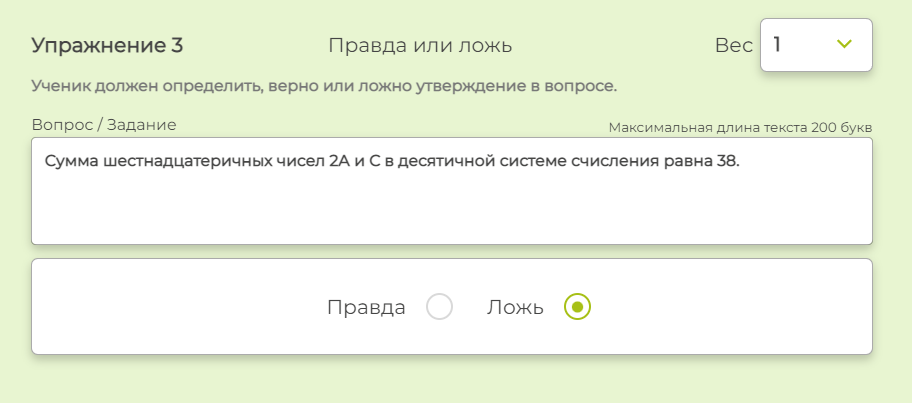 Упражнение 3 Правда или ложь Вес 1
Ученик должен определить, верно или ложно утверждение в вопросе.
Вопрос / Задание Максимальная длина текста 200 букв
Сумма шестнадцатеричных чисел 2A и C в десятичной системе счисления равна 38.
Правда Ложь